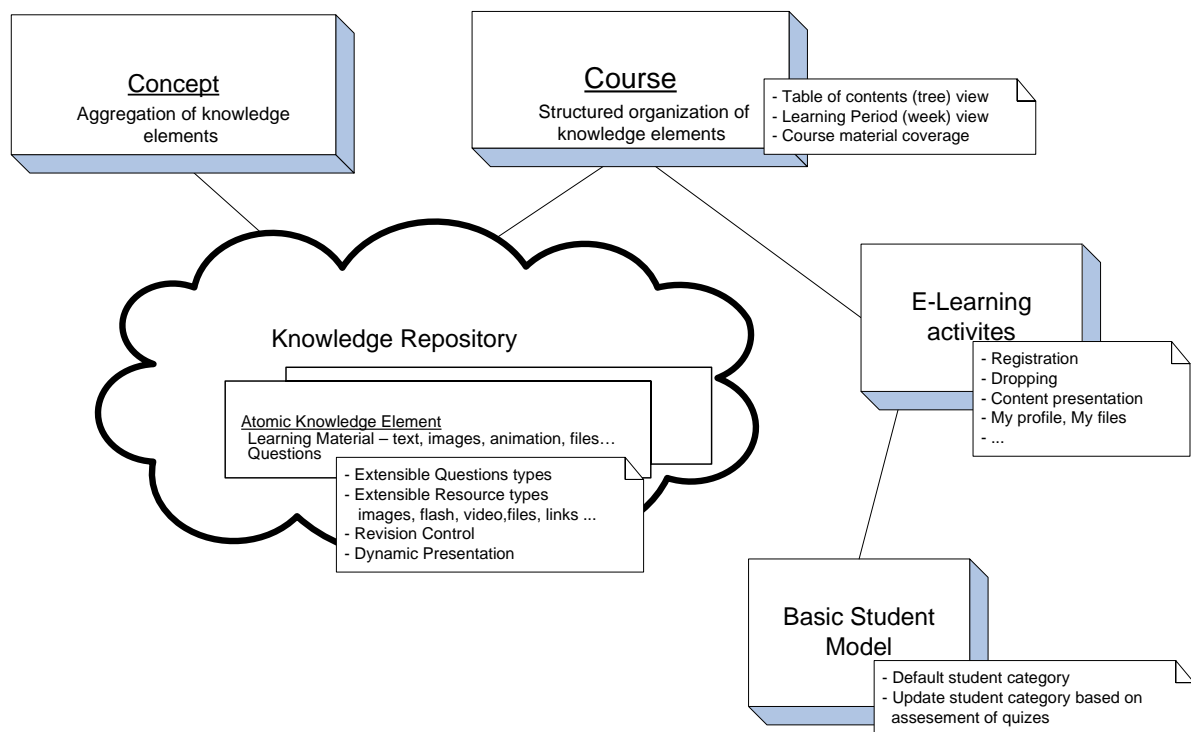 Concept
Aggregation of knowledge
elements
Course
Structured organization of
knowledge elements
- Table of contents (tree) view
- Learning Period (week) view
- Course material coverage
Knowledge Repository
Atomic Knowledge Element
Learning Material – text, images, animation, files…
Questions
- Extensible Questions types
- Extensible Resource types
images, flash, video,files, links ...
- Revision Control
- Dynamic Presentation
E-Learning
activites
- Registration
- Dropping
- Content presentation
- My profile, My files
- ...
Basic Student
Model
- Default student category
- Update student category based on
assesement of quizes